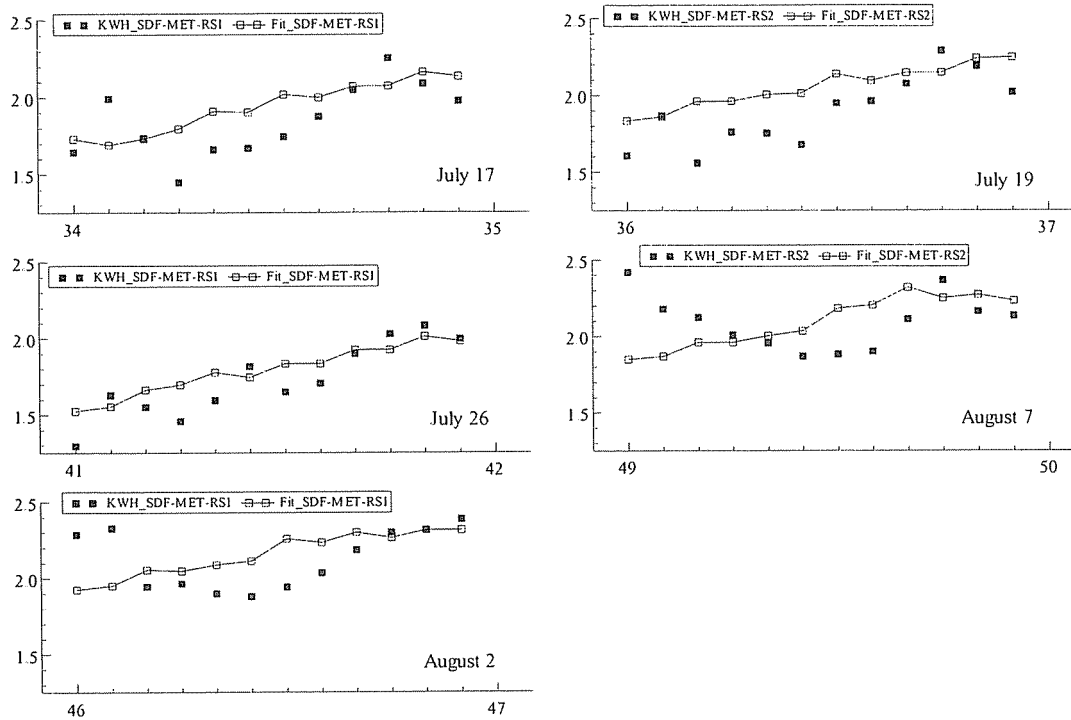 KWH_SDF-MET-RS1 Fit_SDF-MET-RS1
2.5
2.0
1.5
July 17
34 35
KWH_SDF-MET-RS2 Fit_SDF-MET-RS2
2.5
2.0
1.5
July 19
36 37
KWH_SDF-MET-RS1 Fit_SDF-MET-RS1
2.5
2.0
1.5
July 26
41 42
KWH_SDF-MET-RS2 Fit_SDF-MET-RS2
2.5
2.0
1.5
August 7
49 50
KWH_SDF-MET-RS1 Fit_SDF-MET-RS1
2.5
2.0
1.5
August 2
46 47